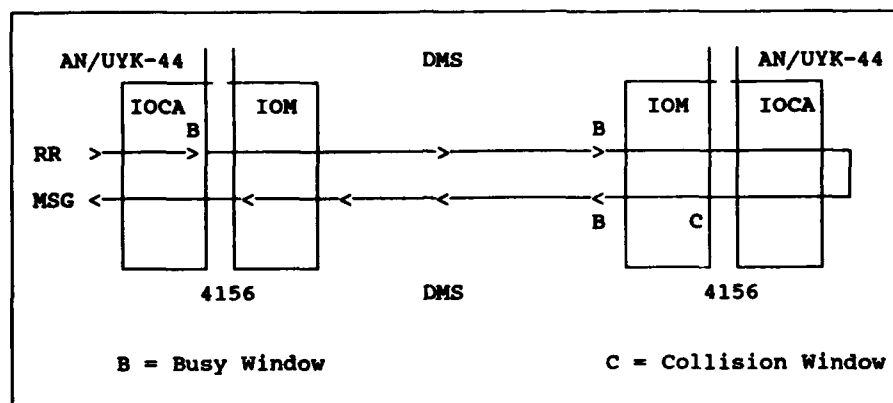 AN/UYK-44 DMS AN/UYK-44
IOCA IOM IOM IOCA
B B
RR > > > >
MSG < < < < <
B C
4156 DMS 4156
B = Busy Window C = Collision Window